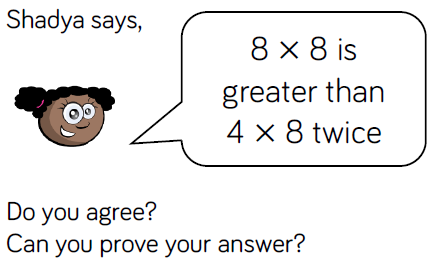 Shadya says,
8 × 8 is
greater than
4 × 8 twice
Do you agree?
Can you prove your answer?